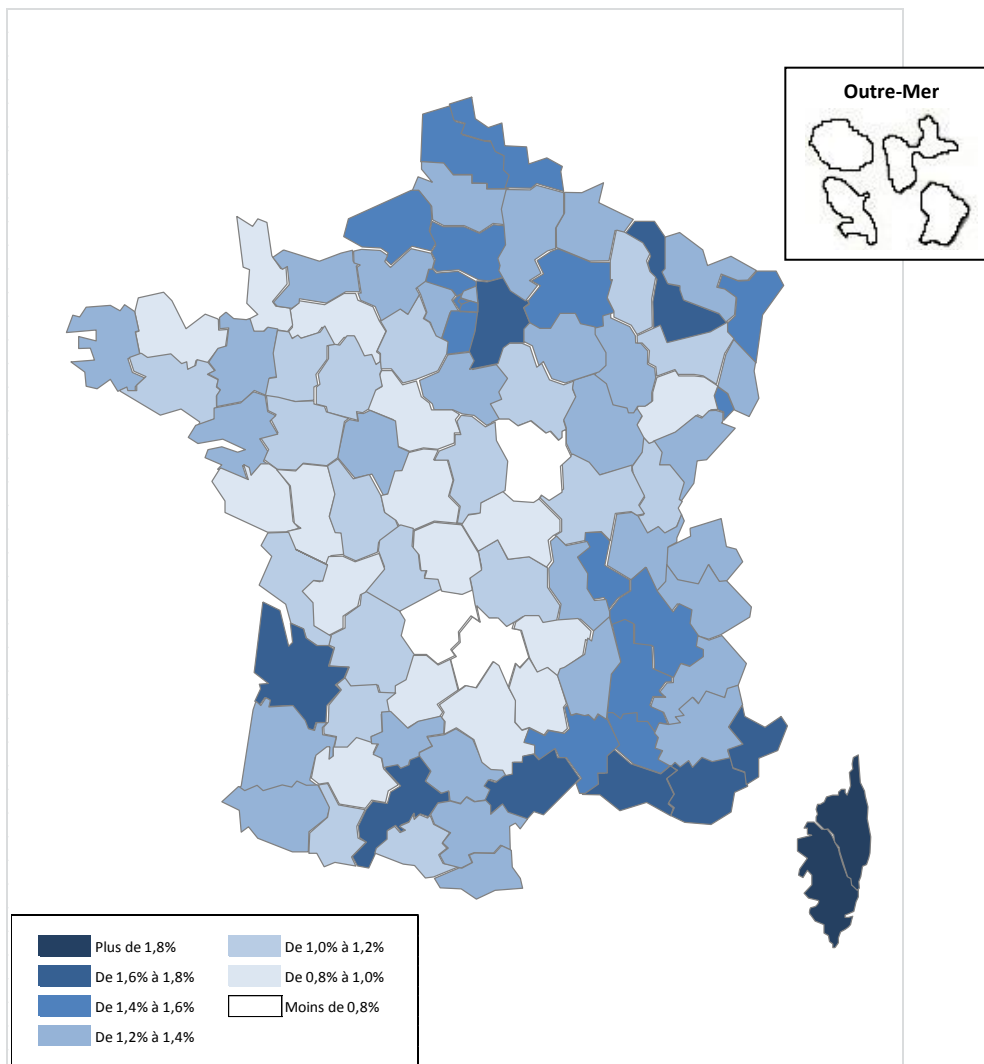 Outre-Mer
Plus de 1,8%
De 1,6% à 1,8%
De 1,4% à 1,6%
De 1,2% à 1,4%
De 1,0% à 1,2%
De 0,8% à 1,0%
Moins de 0,8%